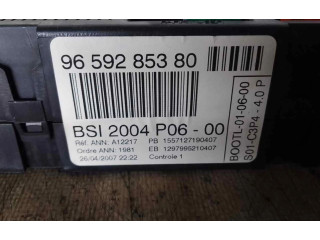 96 592 853 80
BSI 2004 P06 - 00
Réf. ANN: A12217 PB 1557127190407
Ordre ANN: 1981 EB 1297995210407
26/04/2007 22:22 Controle 1
BOOTL-01-06-00
S01-C3P4 - 4.0 P